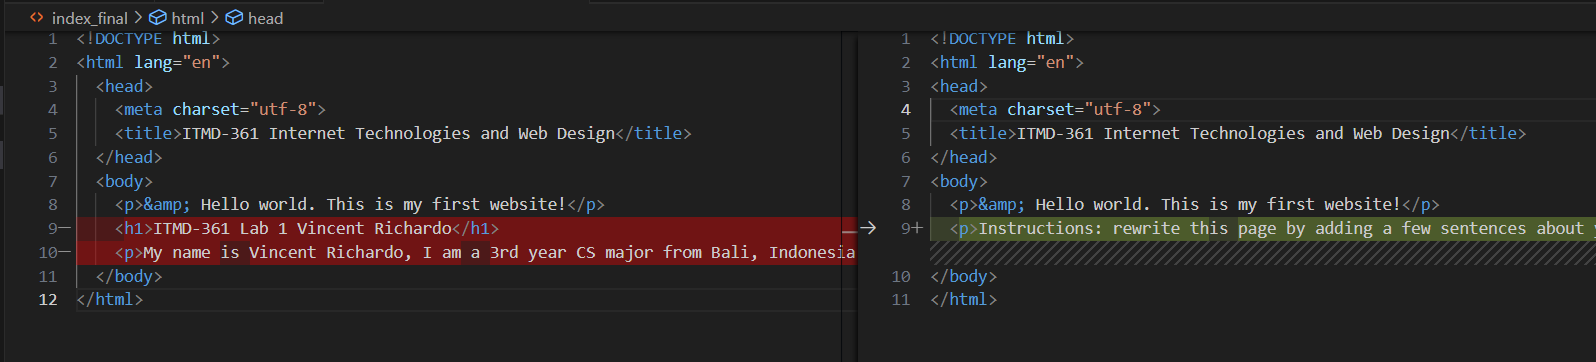 index_final > html > head
1 <!DOCTYPE html>
2 <html lang="en">
3 <head>
4 <meta charset="utf-8">
5 <title>ITMD-361 Internet Technologies and Web Design</title>
6 </head>
7 <body>
8 <p>&amp; Hello world. This is my first website!</p>
9— <h1>ITMD-361 Lab 1 Vincent Richardo</h1>
10— <p>My name is Vincent Richardo, I am a 3rd year CS major from Bali, Indonesia
11 </body>
12 </html>
1 <!DOCTYPE html>
2 <html lang="en">
3 <head>
4 <meta charset="utf-8">
5 <title>ITMD-361 Internet Technologies and Web Design</title>
6 </head>
7 <body>
8 <p>&amp; Hello world. This is my first website!</p>
9+ <p>Instructions: rewrite this page by adding a few sentences about
10 </body>
11 </html>